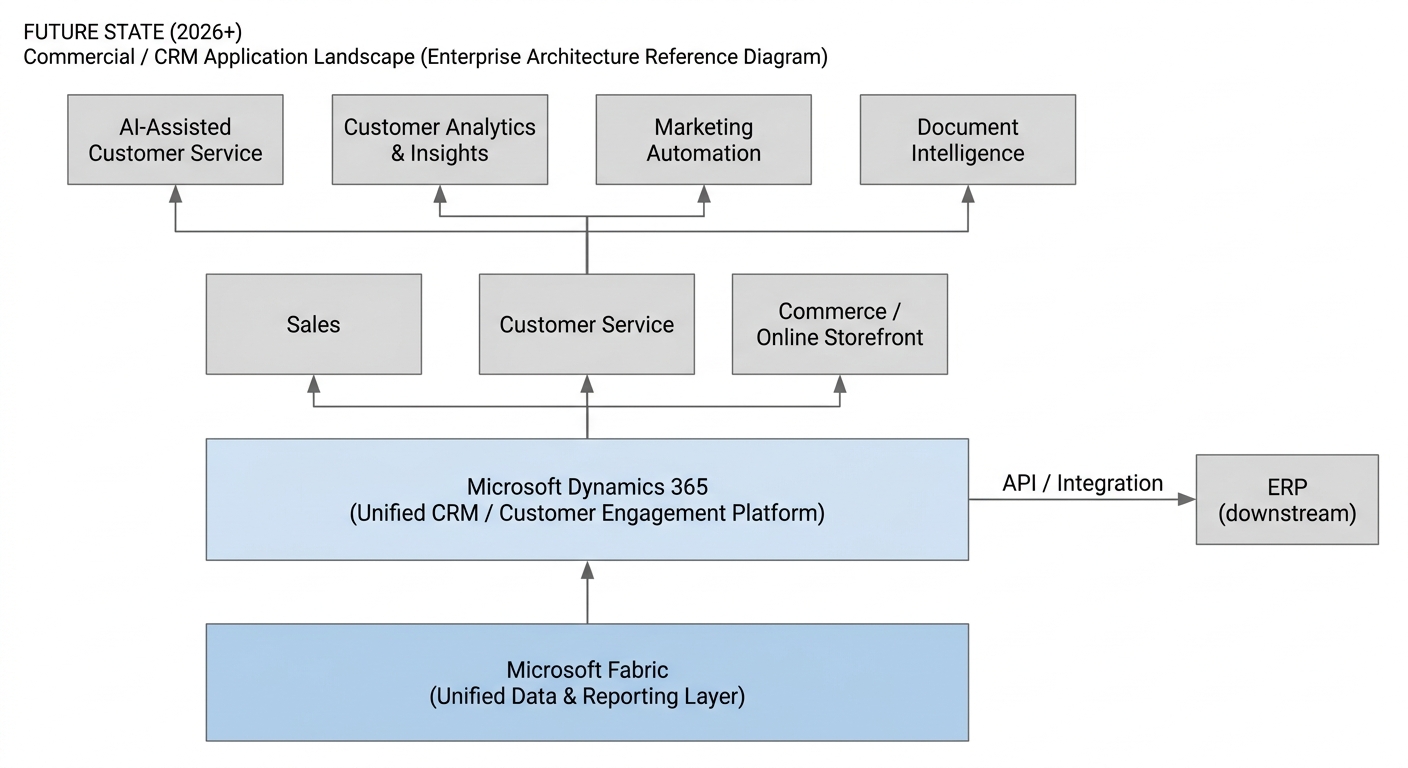 FUTURE STATE (2026+)
Commercial / CRM Application Landscape (Enterprise Architecture Reference Diagram)
AI-Assisted
Customer Service
Customer Analytics
& Insights
Marketing
Automation
Document
Intelligence
Sales
Customer Service
Commerce /
Online Storefront
Microsoft Dynamics 365
(Unified CRM / Customer Engagement Platform)
API / Integration
ERP
(downstream)
Microsoft Fabric
(Unified Data & Reporting Layer)